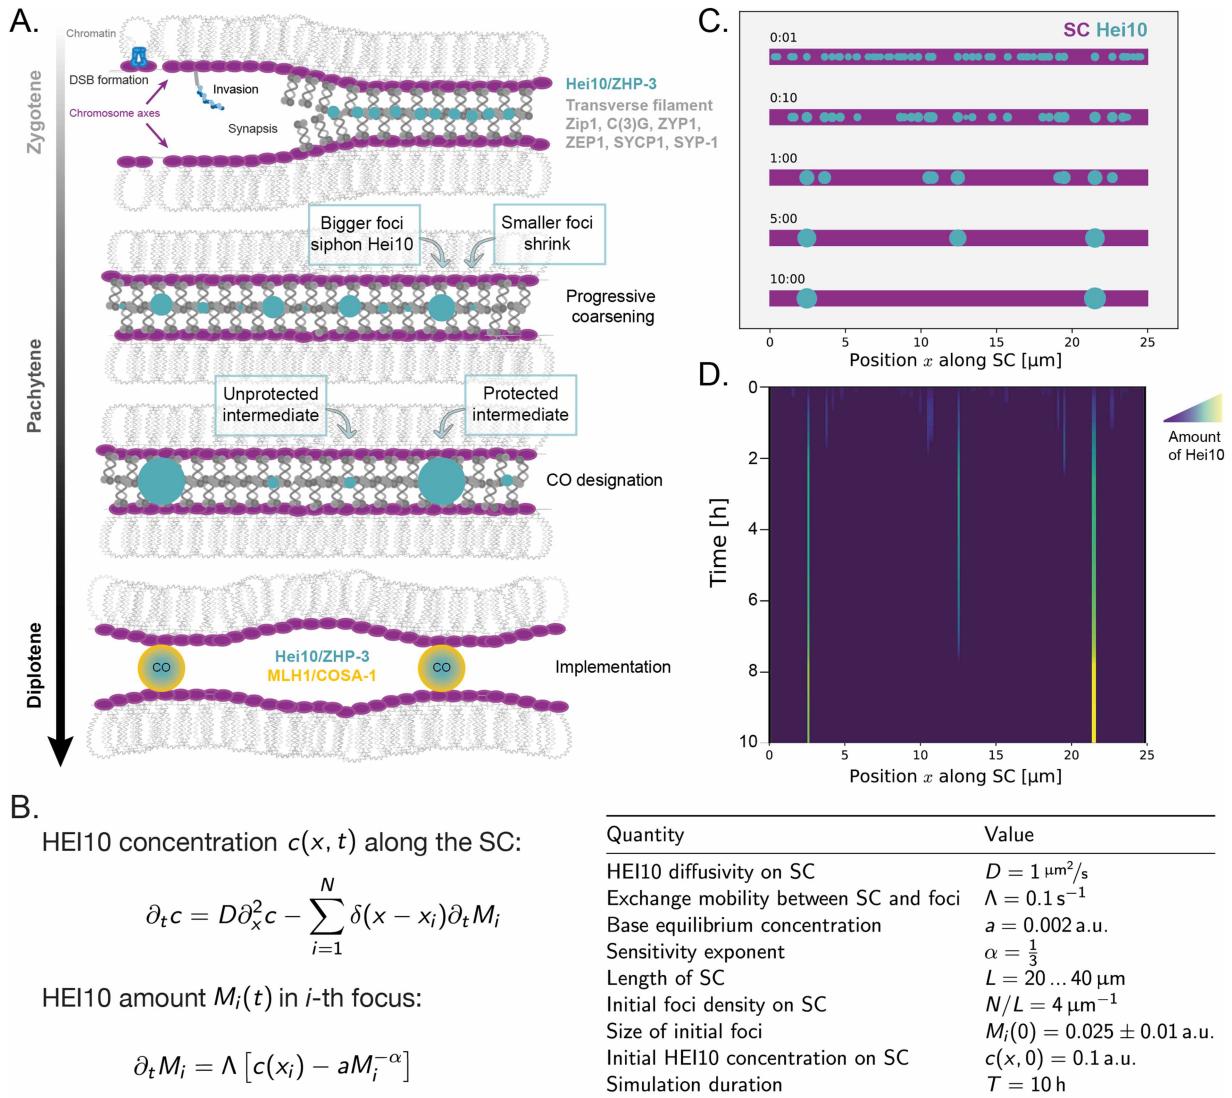 A.
Zygotene
Pachytene
Diplotene
Chromatin
DSB formation
Chromosome axes
Invasion
Synapsis
Hei10/ZHP-3
Transverse filament
Zip1, C(3)G, ZYP1,
ZEP1, SYCP1, SYP-1
Bigger foci
siphon Hei10
Smaller foci
shrink
Progressive
coarsening
Unprotected
intermediate
Protected
intermediate
CO designation
CO
Hei10/ZHP-3
MLH1/COSA-1
CO
Implementation
C.
SC Hei10
0:01
0:10
1:00
5:00
10:00
0 5 10 15 20 25
Position x along SC [μm]
D.
Time [h]
0
2
4
6
8
10
0 5 10 15 20 25
Position x along SC [μm]
Amount
of Hei10
B.
HEI10 concentration c(x, t) along the SC:
∂ₜc = D∂ₓ²c − ∑ᵢ₌₁ᴺ δ(x − xᵢ)∂ₜMᵢ
HEI10 amount Mᵢ(t) in i-th focus:
∂ₜMᵢ = Λ [c(xᵢ) − aMᵢ^−α]
Quantity Value
HEI10 diffusivity on SC D = 1 μm²/s
Exchange mobility between SC and foci Λ = 0.1 s⁻¹
Base equilibrium concentration a = 0.002 a.u.
Sensitivity exponent α = 1/3
Length of SC L = 20 ... 40 μm
Initial foci density on SC N/L = 4 μm⁻¹
Size of initial foci Mᵢ(0) = 0.025 ± 0.01 a.u.
Initial HEI10 concentration on SC c(x, 0) = 0.1 a.u.
Simulation duration T = 10 h